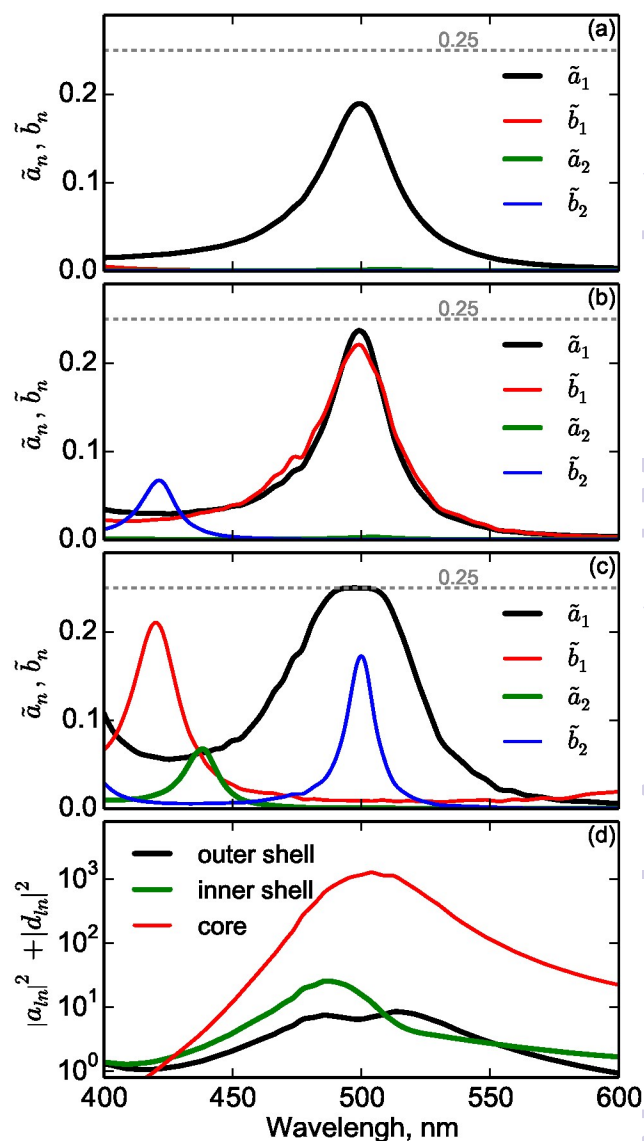 (a)
0.25
ã₁
b̃₁
ã₂
b̃₂
ãₙ, b̃ₙ
0.2
0.1
0.0
(b)
0.25
ã₁
b̃₁
ã₂
b̃₂
ãₙ, b̃ₙ
0.2
0.1
0.0
(c)
0.25
ã₁
b̃₁
ã₂
b̃₂
ãₙ, b̃ₙ
0.2
0.1
0.0
(d)
outer shell
inner shell
core
|aₗₙ|² + |dₗₙ|²
10³
10²
10¹
10⁰
400 450 500 550 600
Wavelengh, nm